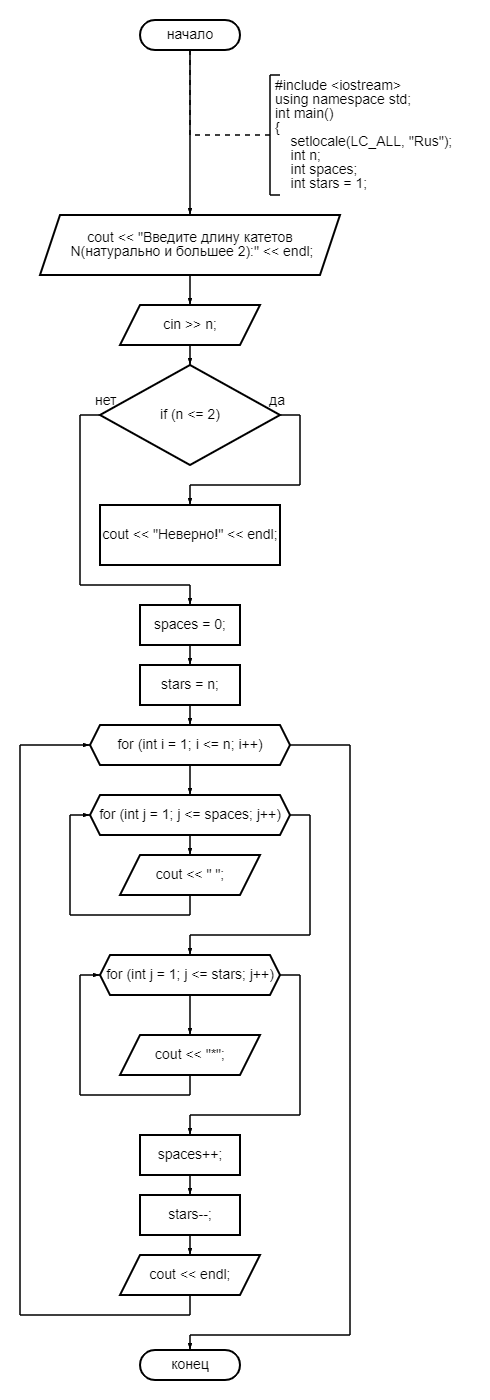 начало
#include <iostream>
using namespace std;
int main()
{
setlocale(LC_ALL, "Rus");
int n;
int spaces;
int stars = 1;
cout << "Введите длину катетов
N(натурально и большее 2):" << endl;
cin >> n;
нет
да
if (n <= 2)
cout << "Неверно!" << endl;
spaces = 0;
stars = n;
for (int i = 1; i <= n; i++)
for (int j = 1; j <= spaces; j++)
cout << " ";
for (int j = 1; j <= stars; j++)
cout << "*";
spaces++;
stars--;
cout << endl;
конец